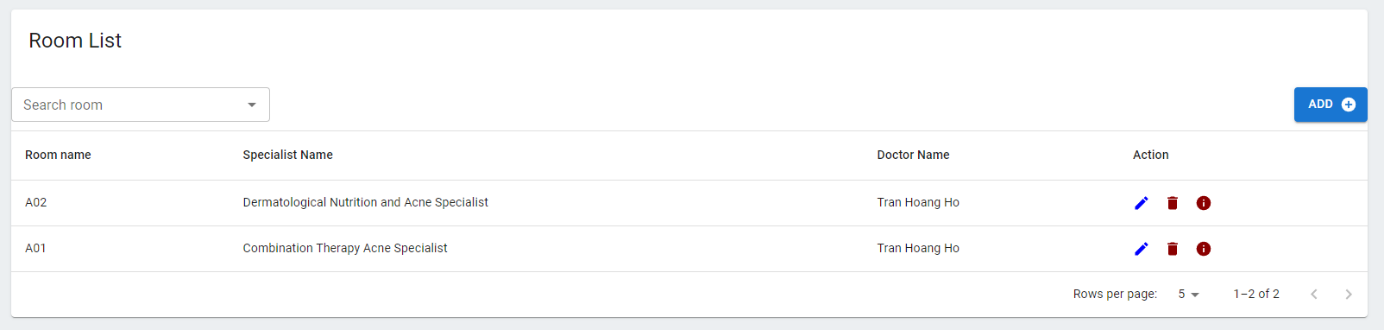 Room List
Search room
ADD
Room name Specialist Name Doctor Name Action
A02 Dermatological Nutrition and Acne Specialist Tran Hoang Ho
A01 Combination Therapy Acne Specialist Tran Hoang Ho
Rows per page: 5 1–2 of 2